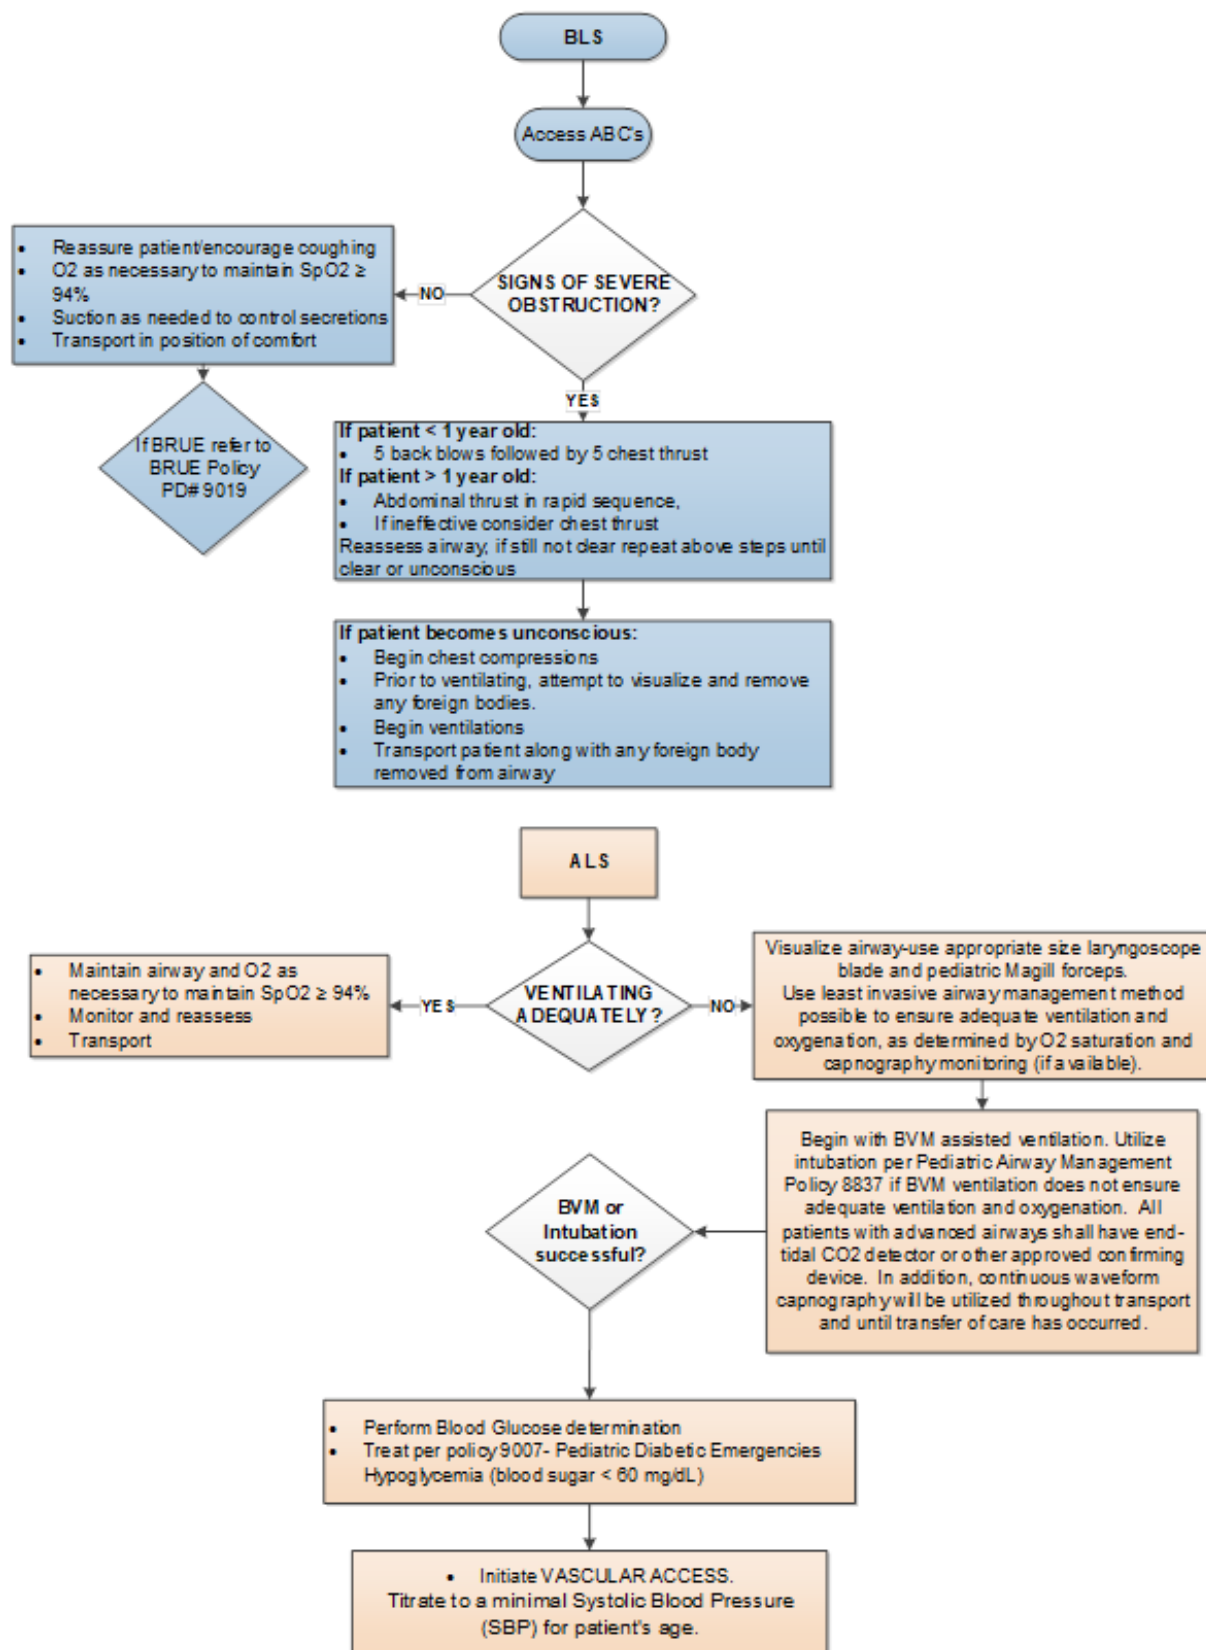 BLS
Access ABC's
SIGNS OF SEVERE
OBSTRUCTION?
NO
• Reassure patient/encourage coughing
• O2 as necessary to maintain SpO2 ≥
94%
• Suction as needed to control secretions
• Transport in position of comfort
If BRUE refer to
BRUE Policy
PD# 9019
YES
If patient < 1 year old:
• 5 back blows followed by 5 chest thrust
If patient > 1 year old:
• Abdominal thrust in rapid sequence,
• If ineffective consider chest thrust
Reassess airway; if still not clear repeat above steps until
clear or unconscious
If patient becomes unconscious:
• Begin chest compressions
• Prior to ventilating, attempt to visualize and remove
any foreign bodies.
• Begin ventilations
• Transport patient along with any foreign body
removed from airway
ALS
VENTILATING
ADEQUATELY?
YES
• Maintain airway and O2 as
necessary to maintain SpO2 ≥ 94%
• Monitor and reassess
• Transport
NO
Visualize airway-use appropriate size laryngoscope
blade and pediatric Magill forceps.
Use least invasive airway management method
possible to ensure adequate ventilation and
oxygenation, as determined by O2 saturation and
capnography monitoring (if available).
Begin with BVM assisted ventilation. Utilize
intubation per Pediatric Airway Management
Policy 8837 if BVM ventilation does not ensure
adequate ventilation and oxygenation. All
patients with advanced airways shall have end-
tidal CO2 detector or other approved confirming
device. In addition, continuous waveform
capnography will be utilized throughout transport
and until transfer of care has occurred.
BVM or
Intubation
successful?
• Perform Blood Glucose determination
• Treat per policy 9007- Pediatric Diabetic Emergencies
Hypoglycemia (blood sugar < 60 mg/dL)
• Initiate VASCULAR ACCESS.
Titrate to a minimal Systolic Blood Pressure
(SBP) for patient's age.